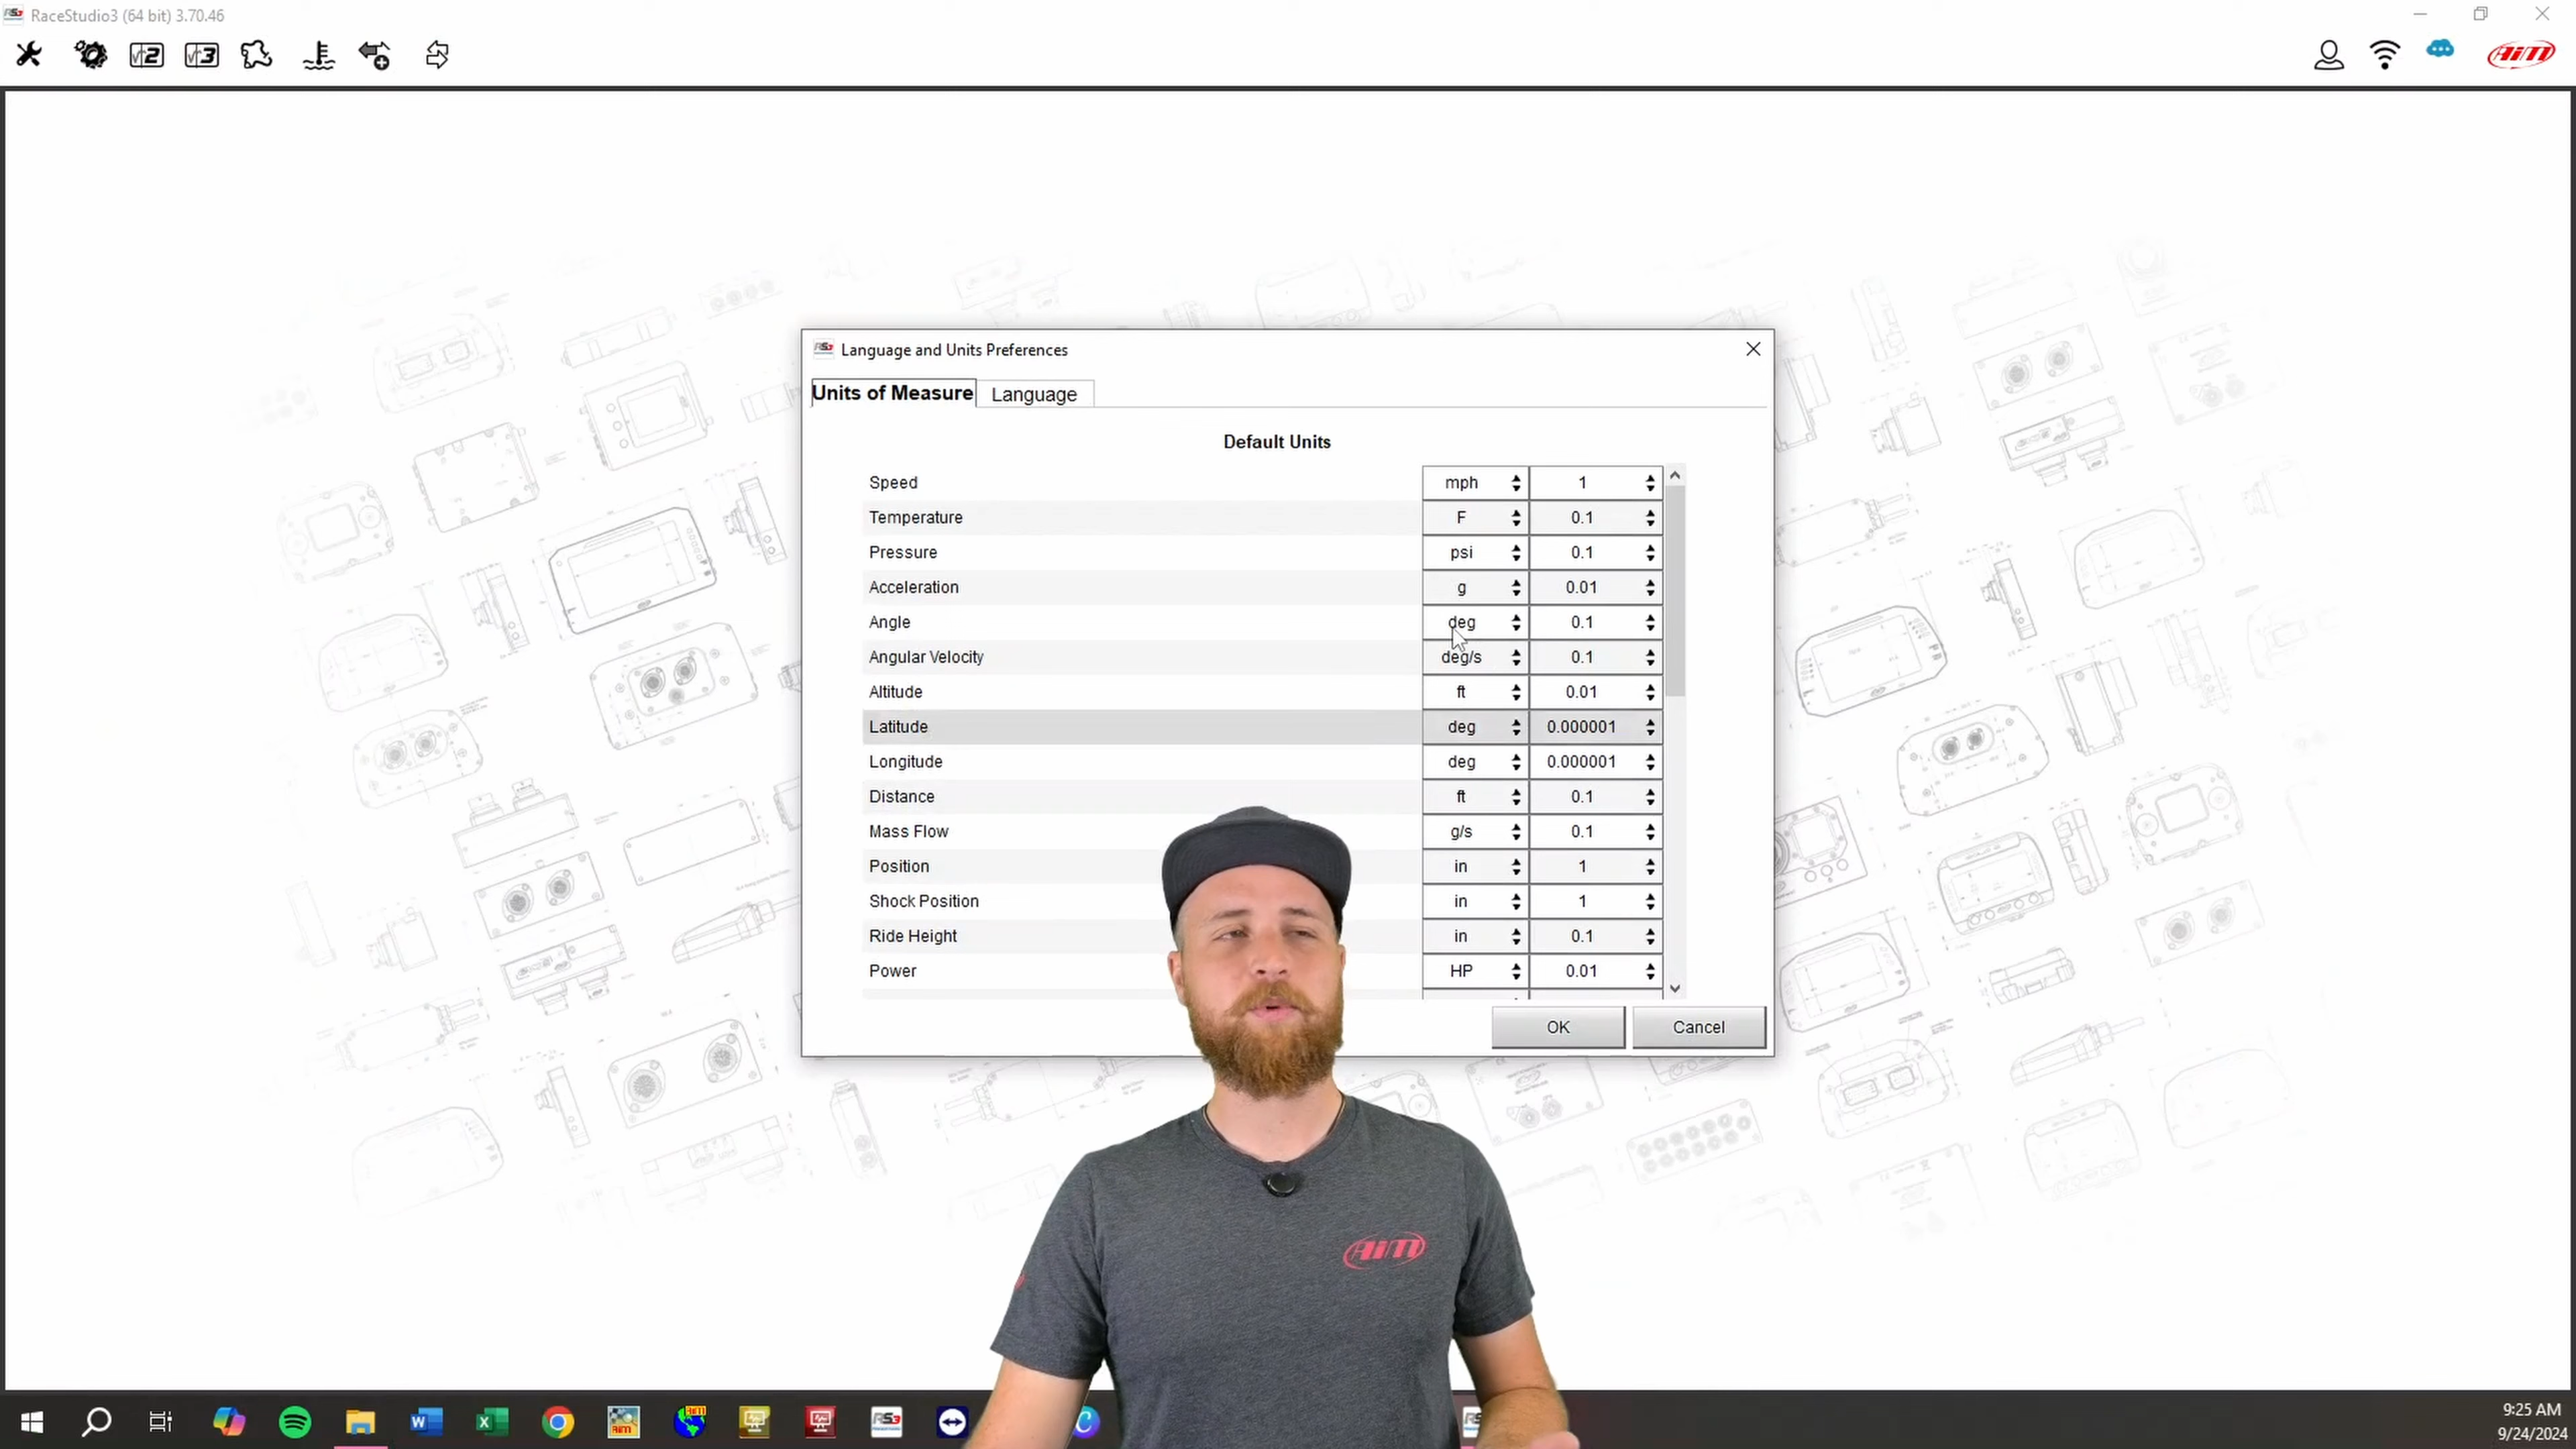 RaceStudio3 (64 bit) 3.70.46
AiM
Language and Units Preferences
Units of Measure Language
Default Units
Speed mph 1
Temperature F 0.1
Pressure psi 0.1
Acceleration g 0.01
Angle deg 0.1
Angular Velocity deg/s 0.1
Altitude ft 0.01
Latitude deg 0.000001
Longitude deg 0.000001
Distance ft 0.1
Mass Flow g/s 0.1
Position in 1
Shock Position in 1
Ride Height in 0.1
Power HP 0.01
OK Cancel
AiM
9:25 AM
9/24/2024